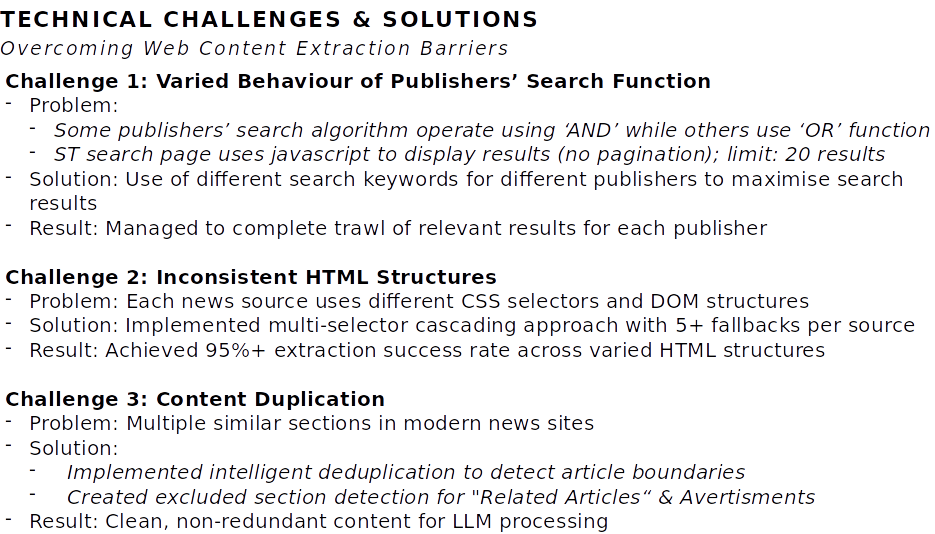 TECHNICAL CHALLENGES & SOLUTIONS
Overcoming Web Content Extraction Barriers
Challenge 1: Varied Behaviour of Publishers’ Search Function
- Problem:
- Some publishers’ search algorithm operate using ‘AND’ while others use ‘OR’ function
- ST search page uses javascript to display results (no pagination); limit: 20 results
- Solution: Use of different search keywords for different publishers to maximise search
results
- Result: Managed to complete trawl of relevant results for each publisher
Challenge 2: Inconsistent HTML Structures
- Problem: Each news source uses different CSS selectors and DOM structures
- Solution: Implemented multi-selector cascading approach with 5+ fallbacks per source
- Result: Achieved 95%+ extraction success rate across varied HTML structures
Challenge 3: Content Duplication
- Problem: Multiple similar sections in modern news sites
- Solution:
- Implemented intelligent deduplication to detect article boundaries
- Created excluded section detection for "Related Articles“ & Avertisments
- Result: Clean, non-redundant content for LLM processing